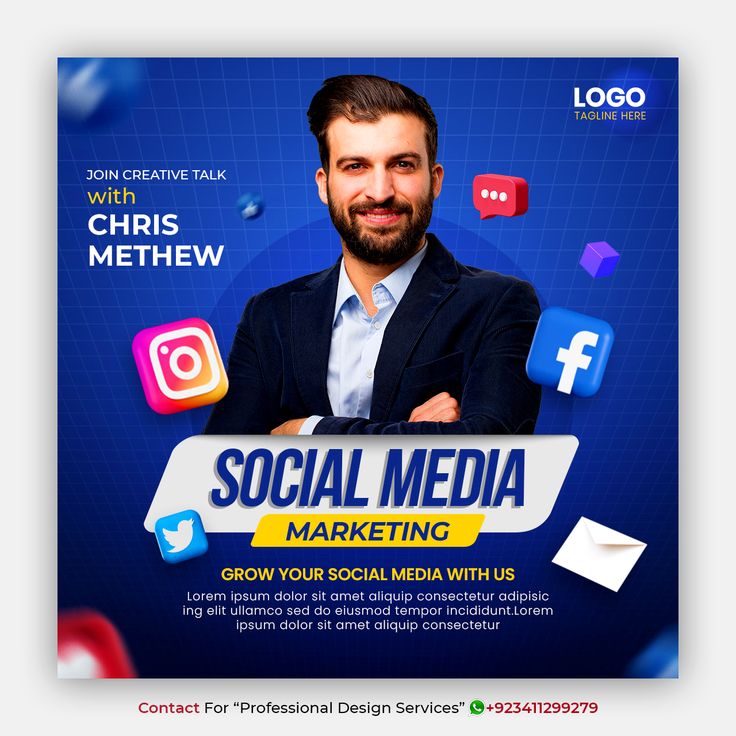 LOGO
TAGLINE HERE
JOIN CREATIVE TALK
with
CHRIS
METHEW
SOCIAL MEDIA
MARKETING
GROW YOUR SOCIAL MEDIA WITH US
Lorem ipsum dolor sit amet aliquip consectetur adipisic
ing elit ullamco sed do eiusmod tempor incididunt.Lorem
ipsum dolor sit amet aliquip consectetur
Contact For “Professional Design Services” +923411299279